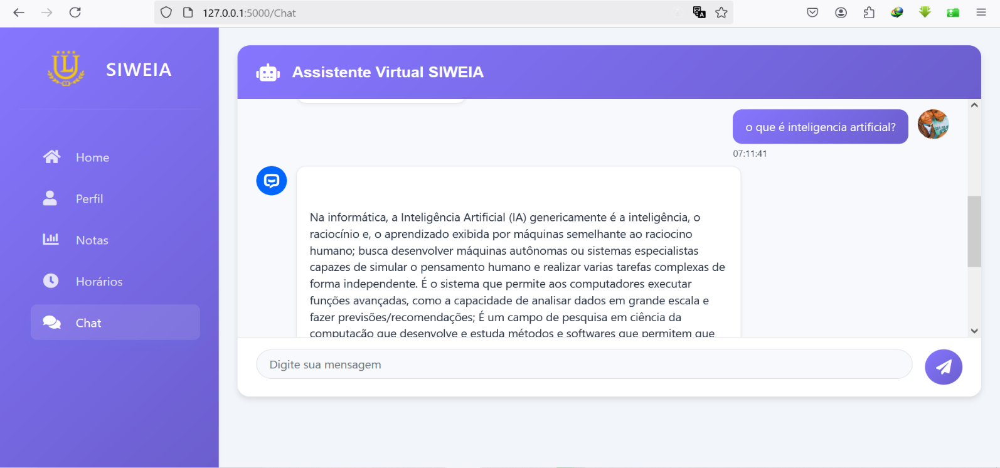 127.0.0.1:5000/Chat
SIWEIA
Home
Perfil
Notas
Horários
Chat
Assistente Virtual SIWEIA
o que é inteligencia artificial?
07:11:41
Na informática, a Inteligência Artificial (IA) genericamente é a inteligência, o
raciocínio e, o aprendizado exibida por máquinas semelhante ao raciocino
humano; busca desenvolver máquinas autônomas ou sistemas especialistas
capazes de simular o pensamento humano e realizar varias tarefas complexas de
forma independente. É o sistema que permite aos computadores executar
funções avançadas, como a capacidade de analisar dados em grande escala e
fazer previsões/recomendações; É um campo de pesquisa em ciência da
computação que desenvolve e estuda métodos e softwares que permitem que
Digite sua mensagem